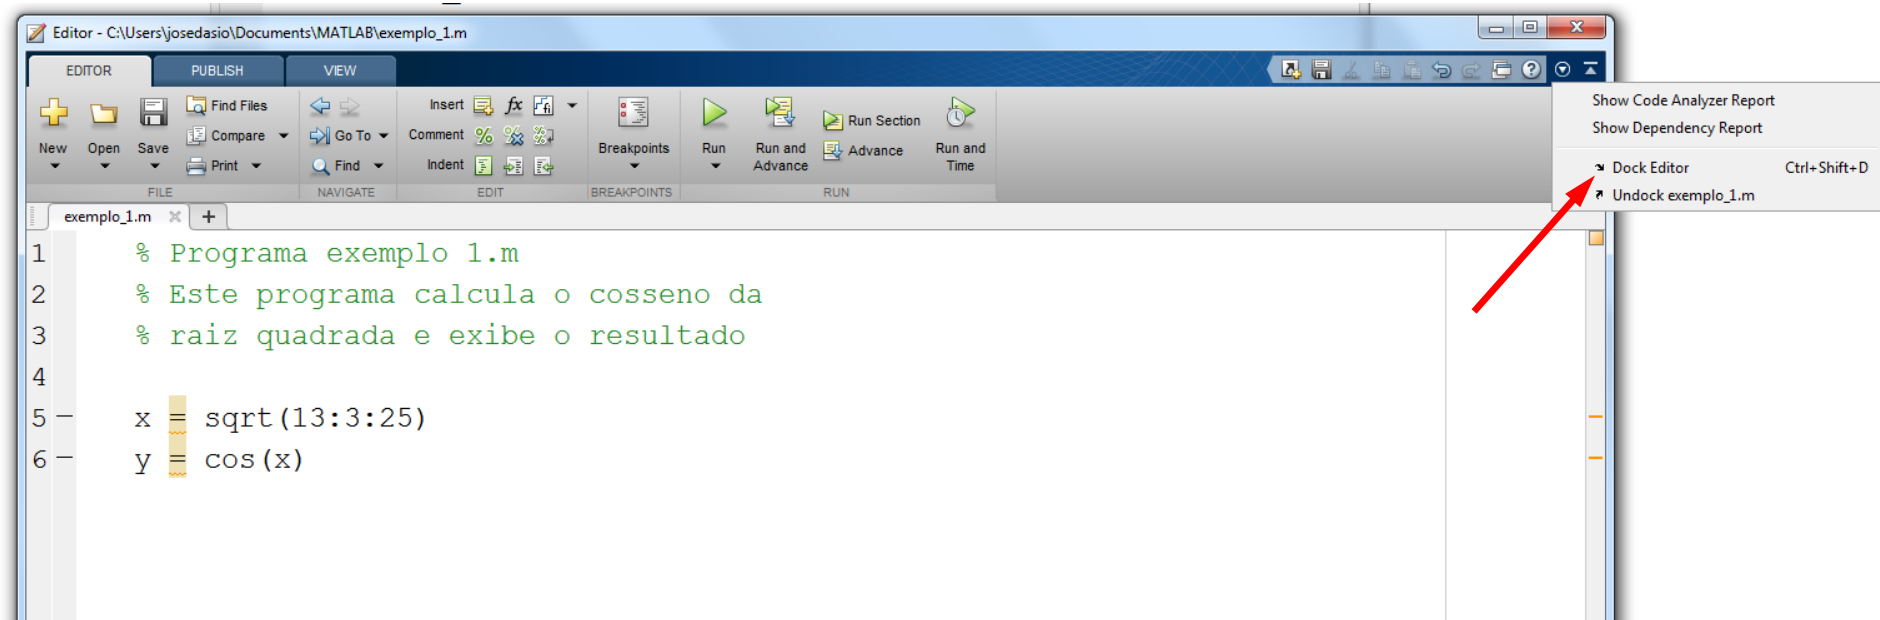 Editor - C:\Users\josedasio\Documents\MATLAB\exemplo_1.m
EDITOR PUBLISH VIEW
Show Code Analyzer Report
Show Dependency Report
Dock Editor Ctrl+Shift+D
Undock exemplo_1.m
New Open Save
Find Files
Compare
Print
FILE
Go To
Find
NAVIGATE
Insert fx
Comment
Indent
EDIT
Breakpoints
BREAKPOINTS
Run
Run and
Advance
Run Section
Advance
Run and
Time
RUN
exemplo_1.m
1 % Programa exemplo 1.m
2 % Este programa calcula o cosseno da
3 % raiz quadrada e exibe o resultado
4
5 x = sqrt(13:3:25)
6 y = cos(x)